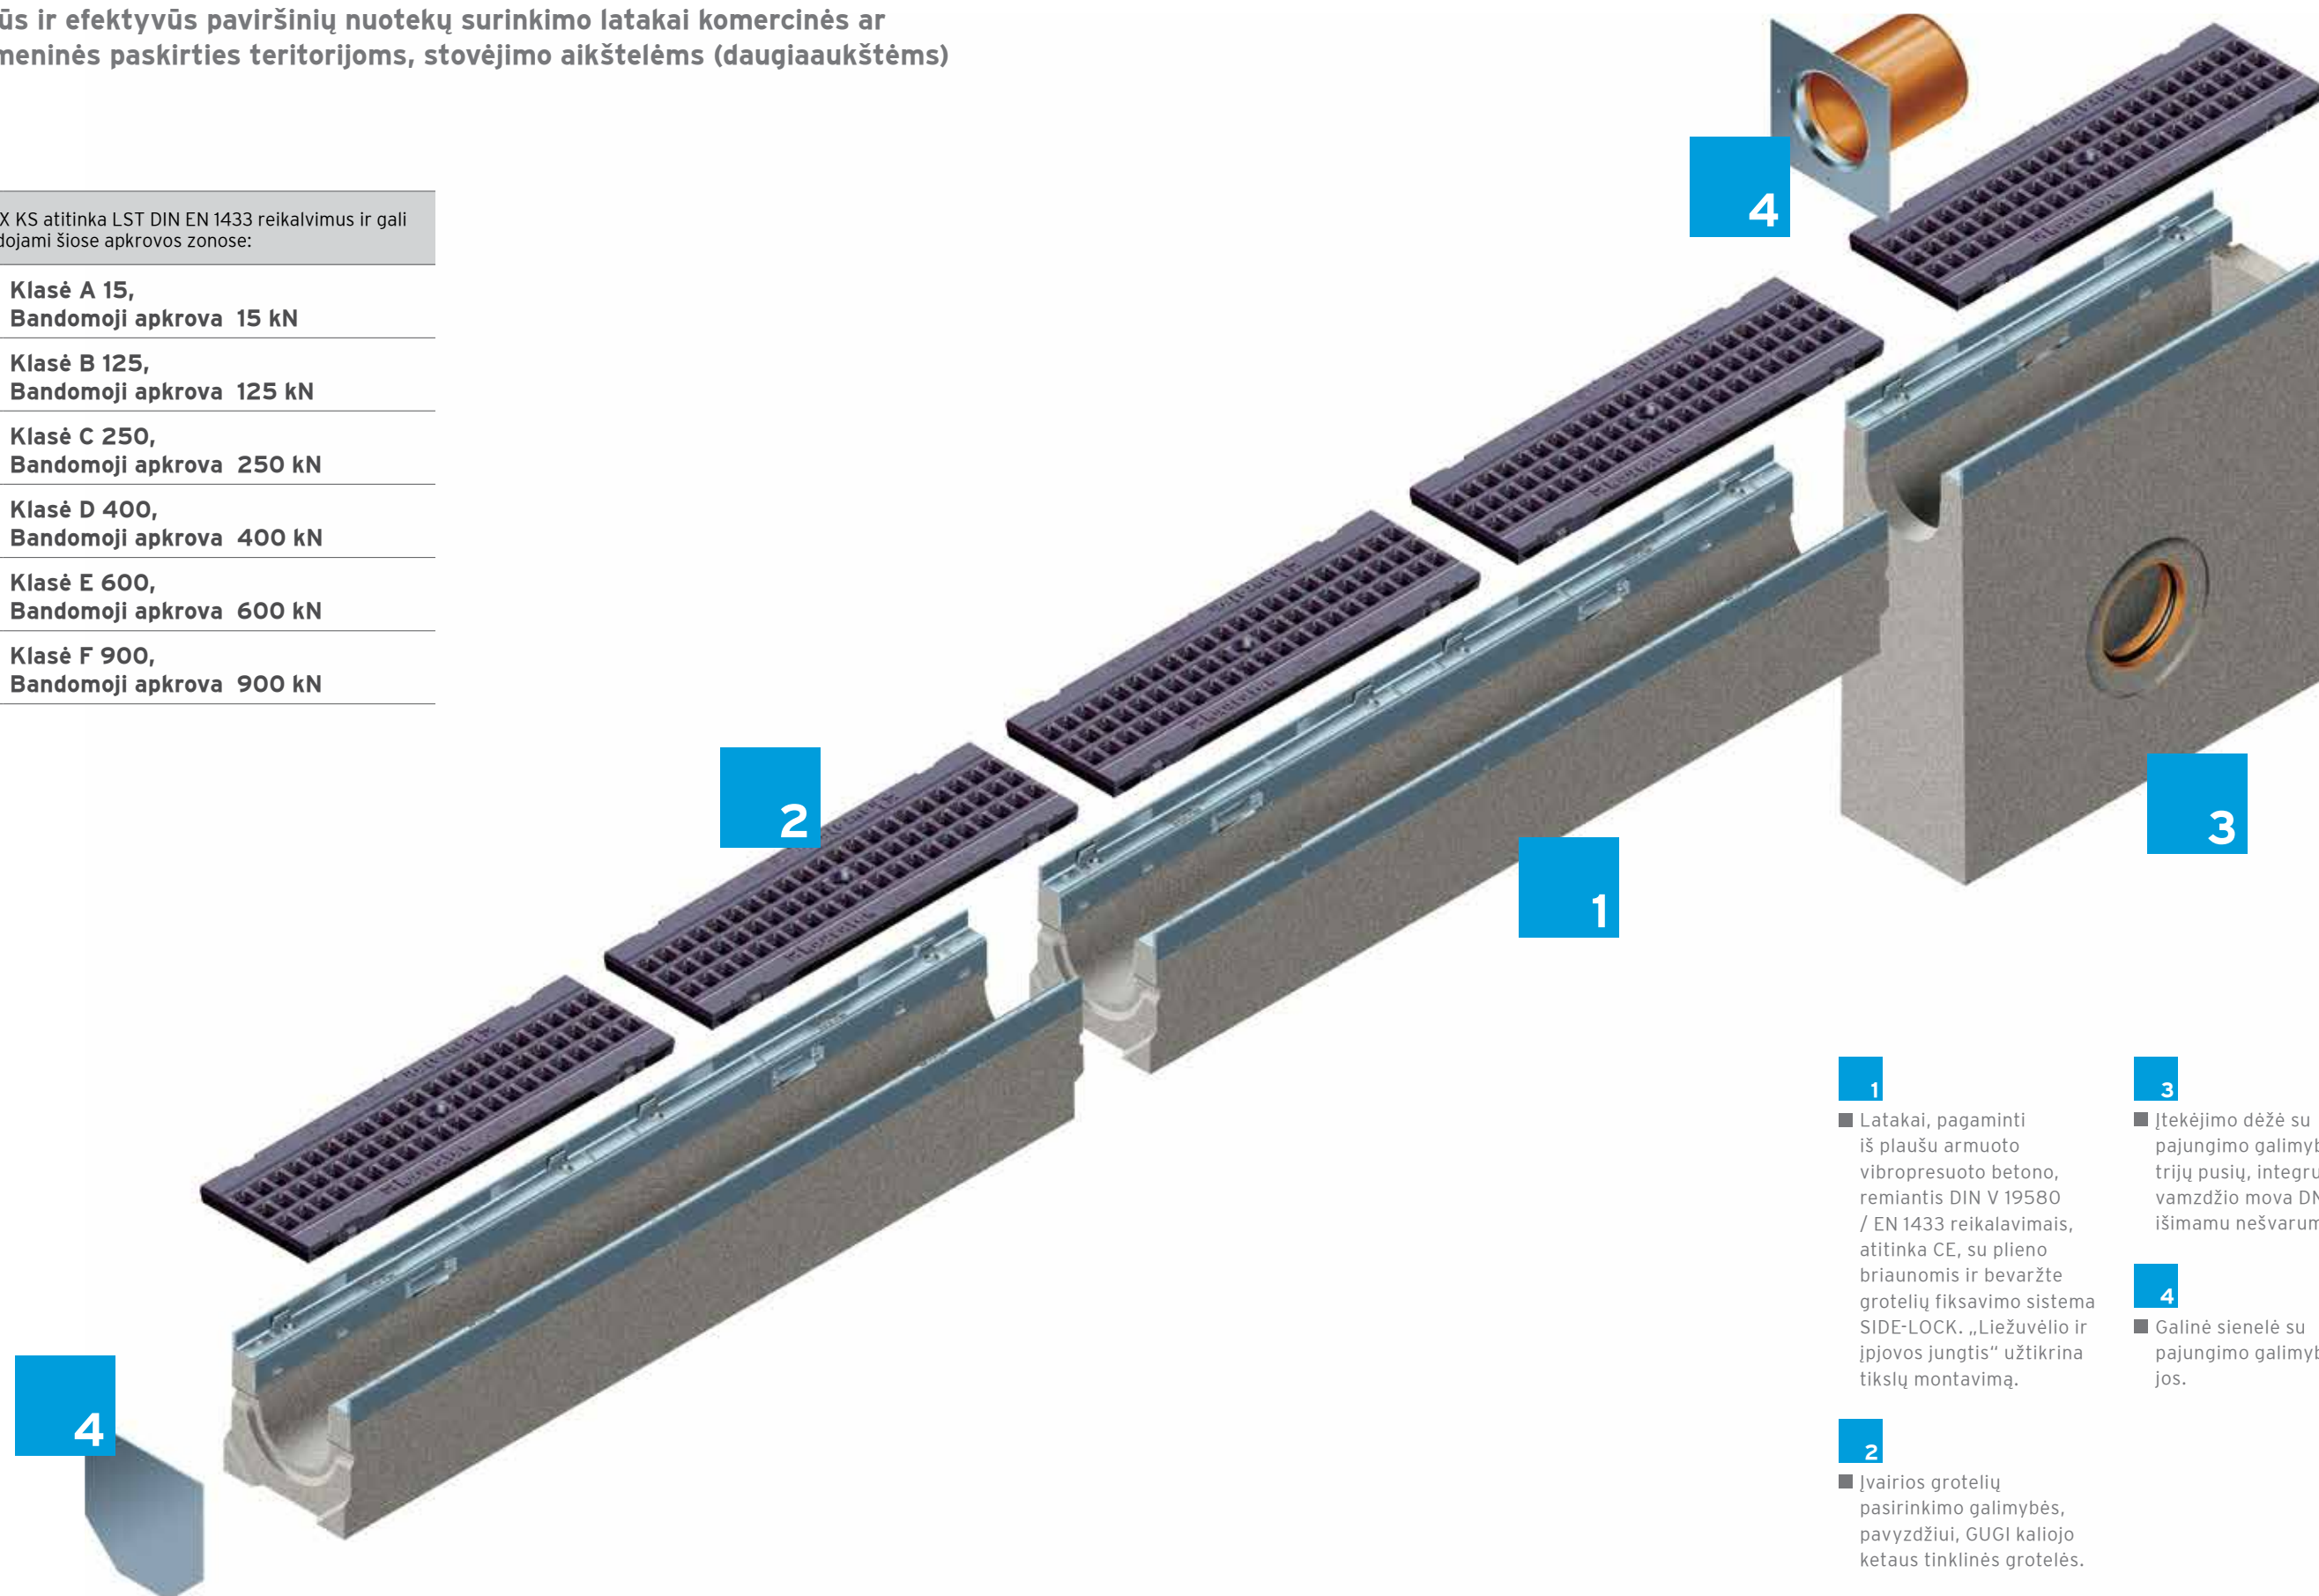 ūs ir efektyvūs paviršinių nuotekų surinkimo latakai komercinės ar
meninės paskirties teritorijoms, stovėjimo aikštelėms (daugiaaukštėms)
X KS atitinka LST DIN EN 1433 reikalvimus ir gali
dojami šiose apkrovos zonose:
Klasė A 15,
Bandomoji apkrova 15 kN
Klasė B 125,
Bandomoji apkrova 125 kN
Klasė C 250,
Bandomoji apkrova 250 kN
Klasė D 400,
Bandomoji apkrova 400 kN
Klasė E 600,
Bandomoji apkrova 600 kN
Klasė F 900,
Bandomoji apkrova 900 kN
4
2
1
3
4
1
Latakai, pagaminti
iš plaušu armuoto
vibropresuoto betono,
remiantis DIN V 19580
/ EN 1433 reikalavimais,
atitinka CE, su plieno
briaunomis ir bevaržte
grotelių fiksavimo sistema
SIDE-LOCK. „Liežuvėlio ir
įpjovos jungtis“ užtikrina
tikslų montavimą.
2
Įvairios grotelių
pasirinkimo galimybės,
pavyzdžiui, GUGI kaliojo
ketaus tinklinės grotelės.
3
Įtekėjimo dėžė su
pajungimo galimyb
trijų pusių, integru
vamzdžio mova DN
išimamu nešvarum
4
Galinė sienelė su
pajungimo galimyb
jos.